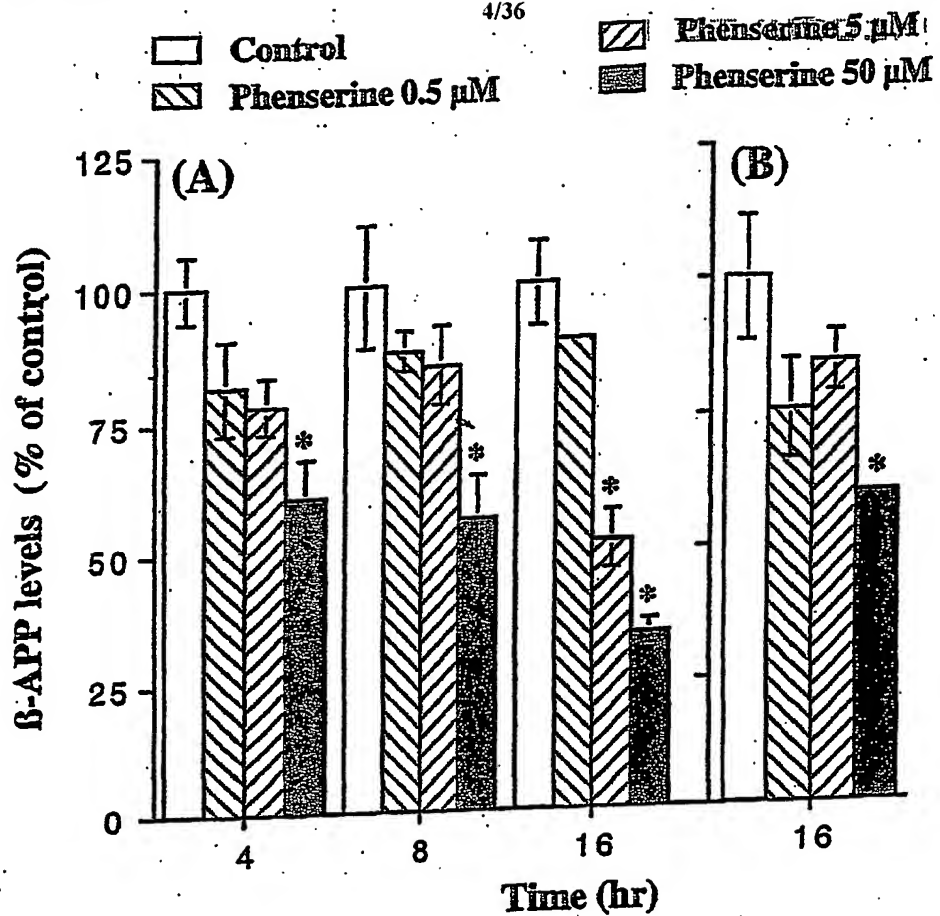 4/36
Control
Phenserine 0.5 µM
Phenserine 5 µM
Phenserine 50 µM
(A)
(B)
125
100
75
50
25
0
ß-APP levels (% of control)
*
*
*
*
*
4
8
16
16
Time (hr)